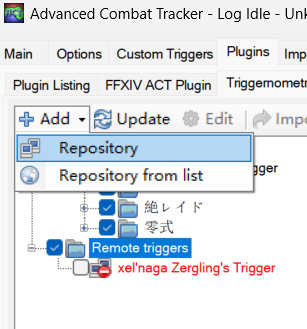 Advanced Combat Tracker - Log Idle - Unk
Main Options Custom Triggers Plugins Imp
Plugin Listing FFXIV ACT Plugin Triggernomet
Add Update Edit Impo
Repository
gger
Repository from list
絶レイド
零式
Remote triggers
xel'naga Zergling's Trigger